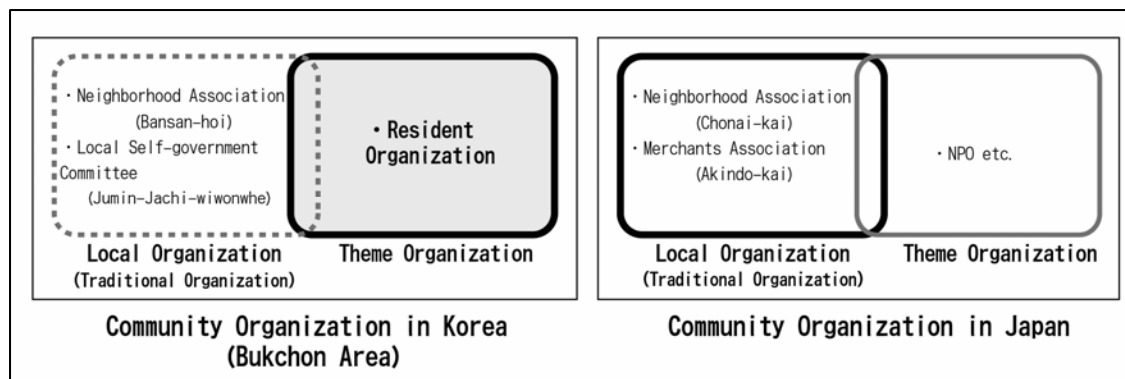 ・Neighborhood Association
(Bansan-hoi)
・Local Self-government
Committee
(Jumin-Jachi-wiwonwhe)
・Resident
Organization
Local Organization
(Traditional Organization)
Theme Organization
Community Organization in Korea
(Bukchon Area)
・Neighborhood Association
(Chonai-kai)
・Merchants Association
(Akindo-kai)
・NPO etc.
Local Organization
(Traditional Organization)
Theme Organization
Community Organization in Japan